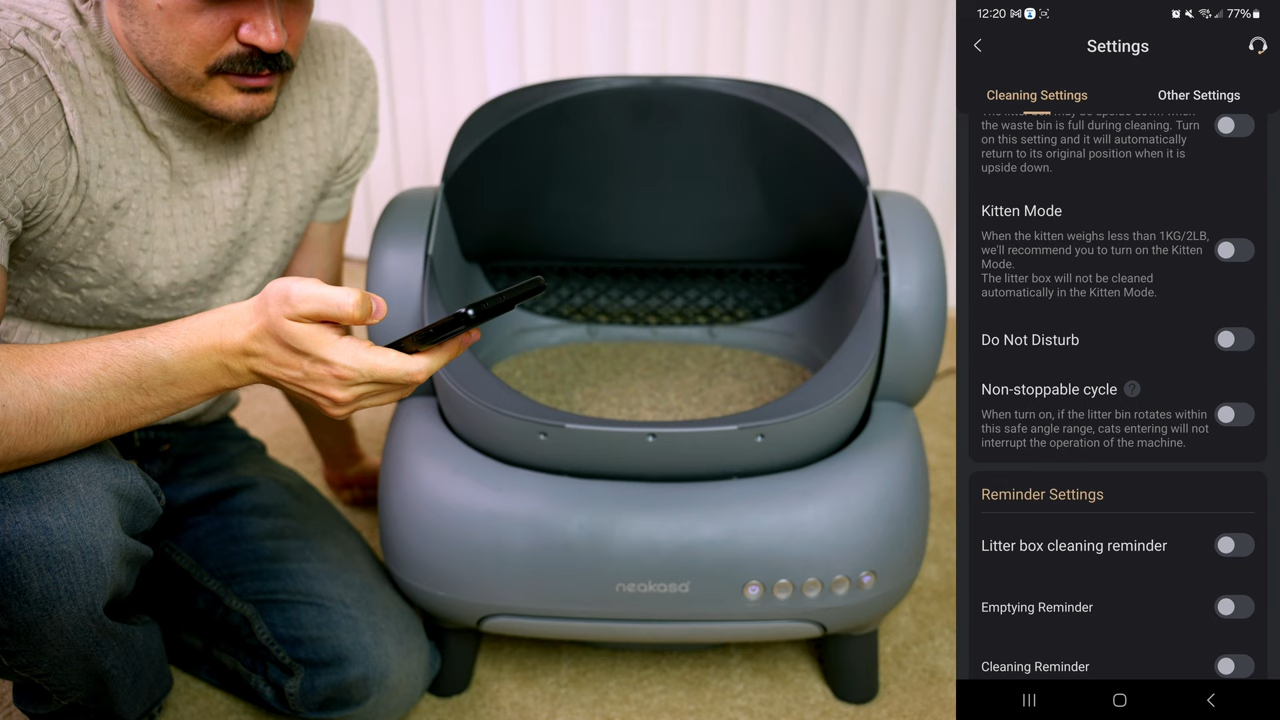 neakasa
12:20
77%
Settings
Cleaning Settings
Other Settings
the waste bin is full during cleaning. Turn
on this setting and it will automatically
return to its original position when it is
upside down.
Kitten Mode
When the kitten weighs less than 1KG/2LB,
we'll recommend you to turn on the Kitten
Mode.
The litter box will not be cleaned
automatically in the Kitten Mode.
Do Not Disturb
Non-stoppable cycle ?
When turn on, if the litter bin rotates within
this safe angle range, cats entering will not
interrupt the operation of the machine.
Reminder Settings
Litter box cleaning reminder
Emptying Reminder
Cleaning Reminder